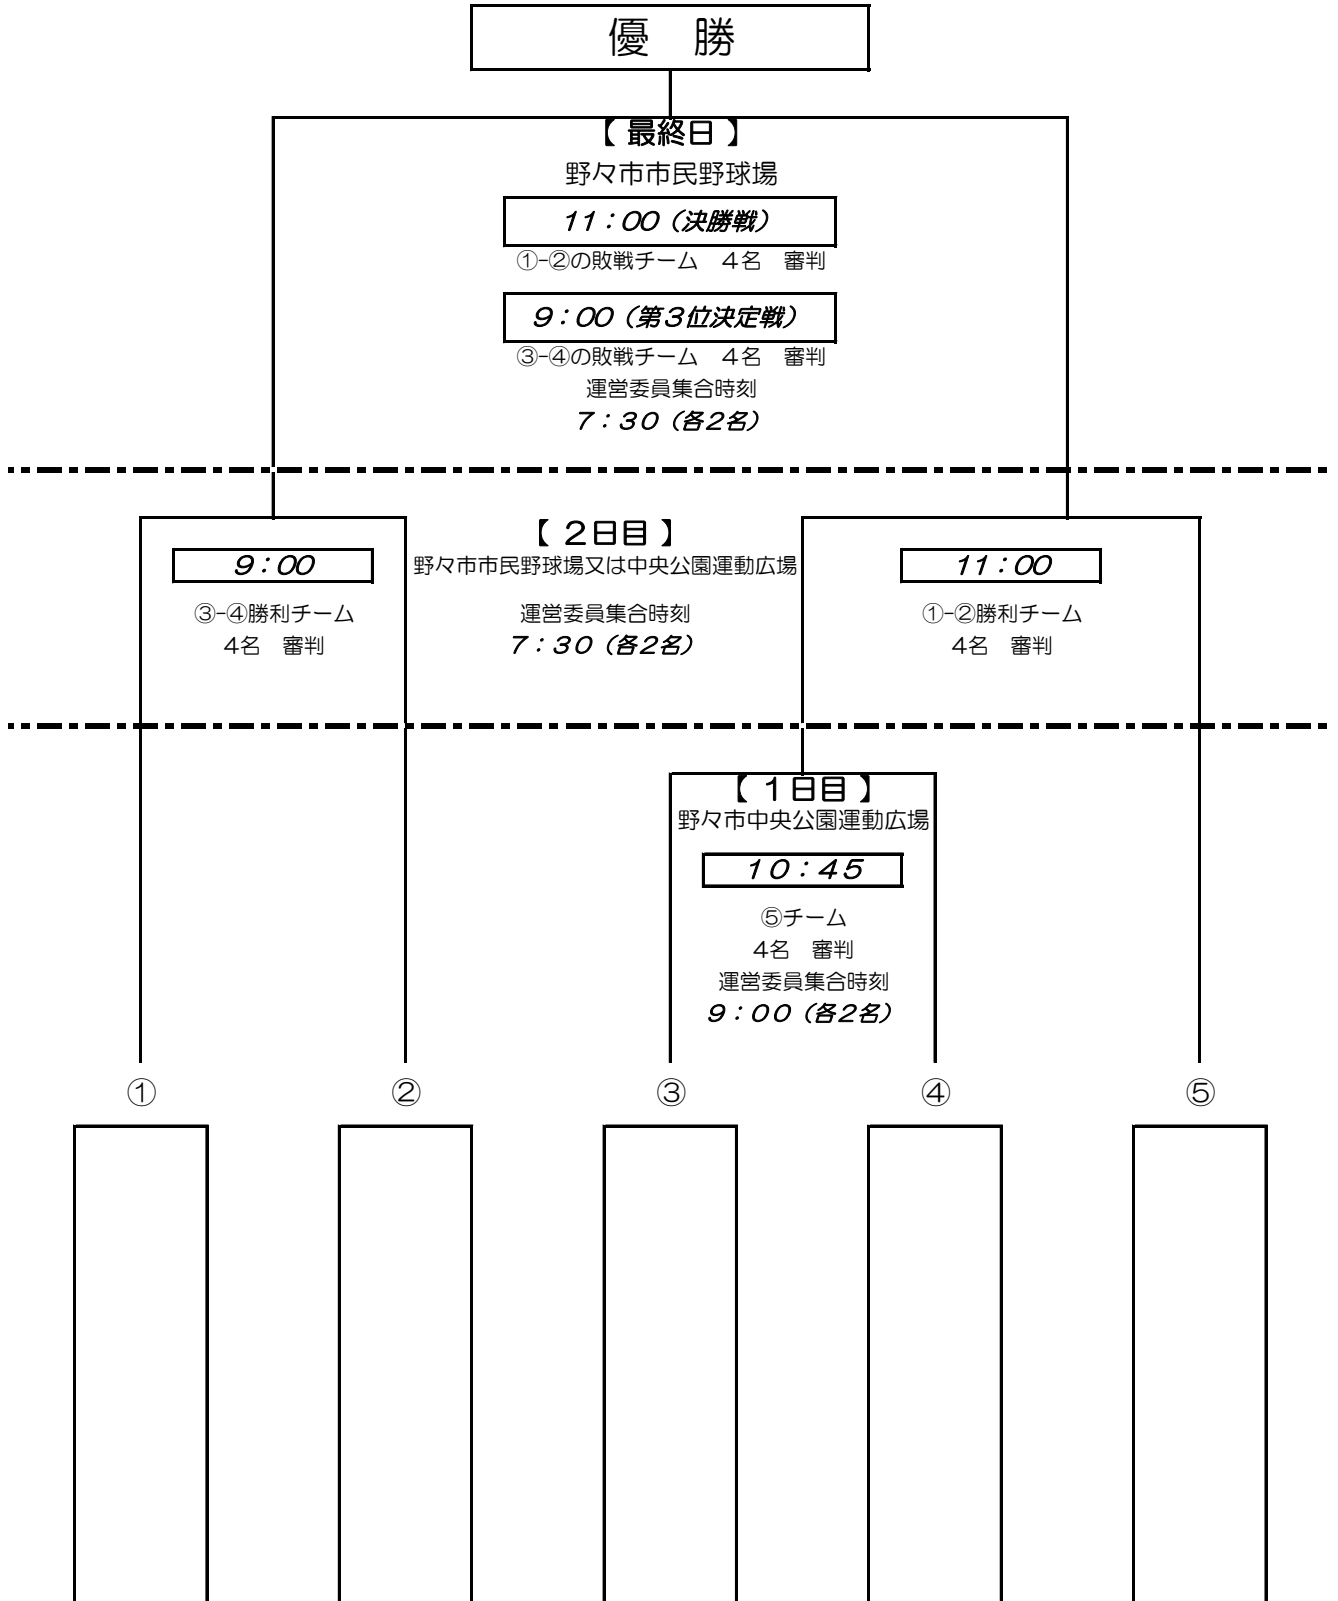 優　勝
【 最終日 】
野々市市民野球場
11：00（決勝戦）
①-②の敗戦チーム　4名　審判
9：00（第3位決定戦）
③-④の敗戦チーム　4名　審判
運営委員集合時刻
7：30（各2名）
【 2日目 】
野々市市民野球場又は中央公園運動広場
運営委員集合時刻
7：30（各2名）
9：00
③-④勝利チーム
4名　審判
11：00
①-②勝利チーム
4名　審判
【 1日目 】
野々市中央公園運動広場
10：45
⑤チーム
4名　審判
運営委員集合時刻
9：00（各2名）
①　②　③　④　⑤